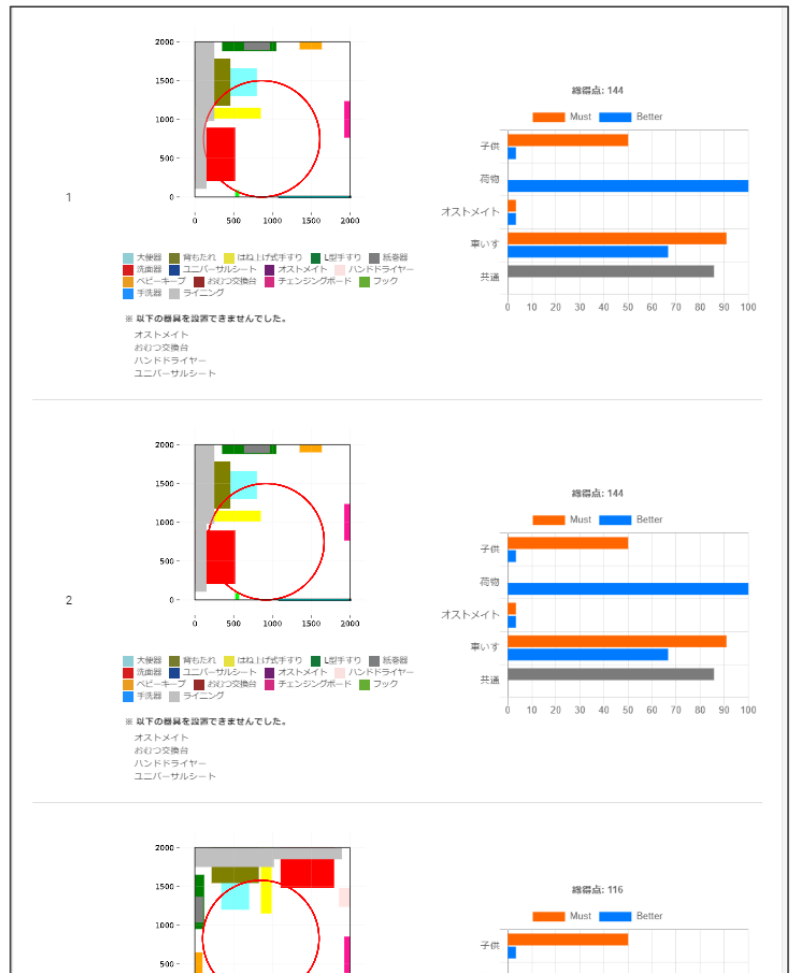 1
2000
1500
1000
500
0
0 500 1000 1500 2000
大便器 背もたれ はね上げ式手すり L型手すり 紙巻器
洗面器 ユニバーサルシート オストメイト ハンドドライヤー
ベビーキープ おむつ交換台 チェンジングボード フック
手洗器 ライニング
※ 以下の器具を設置できませんでした。
オストメイト
おむつ交換台
ハンドドライヤー
ユニバーサルシート
総得点: 144
Must Better
子供
荷物
オストメイト
車いす
共通
0 10 20 30 40 50 60 70 80 90 100
2
2000
1500
1000
500
0
0 500 1000 1500 2000
大便器 背もたれ はね上げ式手すり L型手すり 紙巻器
洗面器 ユニバーサルシート オストメイト ハンドドライヤー
ベビーキープ おむつ交換台 チェンジングボード フック
手洗器 ライニング
※ 以下の器具を設置できませんでした。
オストメイト
おむつ交換台
ハンドドライヤー
ユニバーサルシート
総得点: 144
Must Better
子供
荷物
オストメイト
車いす
共通
0 10 20 30 40 50 60 70 80 90 100
2000
1500
1000
500
総得点: 116
Must Better
子供